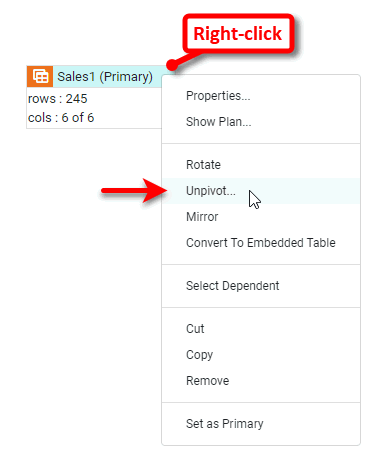 Right-click
Sales1 (Primary)
rows : 245
cols : 6 of 6
Properties...
Show Plan...
Rotate
Unpivot...
Mirror
Convert To Embedded Table
Select Dependent
Cut
Copy
Remove
Set as Primary